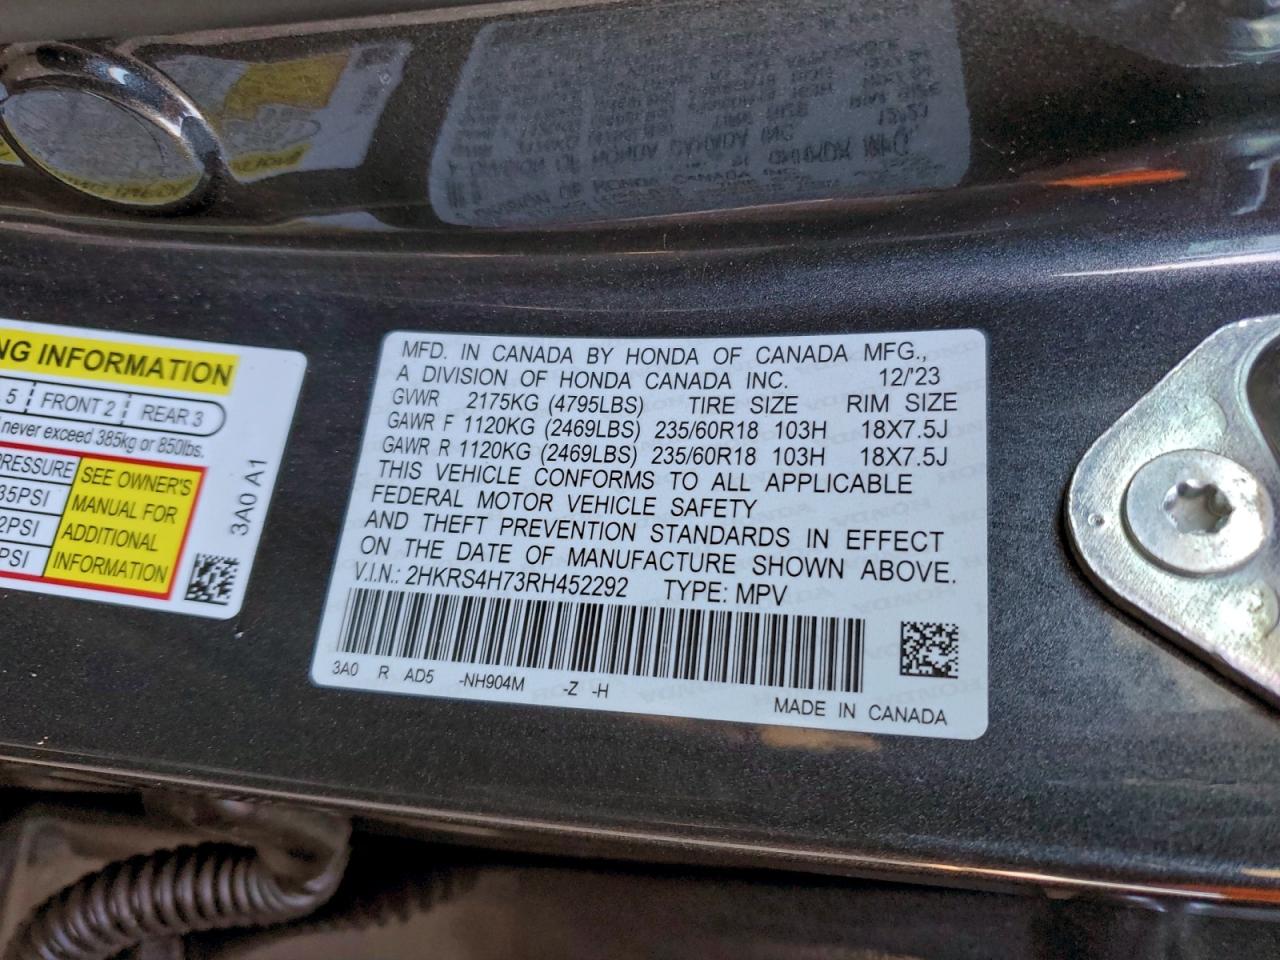 NG INFORMATION
5 FRONT 2 REAR 3
never exceed 385kg or 850lbs.
PRESSURE SEE OWNER'S
35PSI MANUAL FOR
2PSI ADDITIONAL
PSI INFORMATION
3A0 A1
MFD. IN CANADA BY HONDA OF CANADA MFG.,
A DIVISION OF HONDA CANADA INC. 12/'23
GVWR 2175KG (4795LBS) TIRE SIZE RIM SIZE
GAWR F 1120KG (2469LBS) 235/60R18 103H 18X7.5J
GAWR R 1120KG (2469LBS) 235/60R18 103H 18X7.5J
THIS VEHICLE CONFORMS TO ALL APPLICABLE
FEDERAL MOTOR VEHICLE SAFETY
AND THEFT PREVENTION STANDARDS IN EFFECT
ON THE DATE OF MANUFACTURE SHOWN ABOVE.
V.I.N.: 2HKRS4H73RH452292 TYPE: MPV
3A0 R AD5 -NH904M -Z -H
MADE IN CANADA